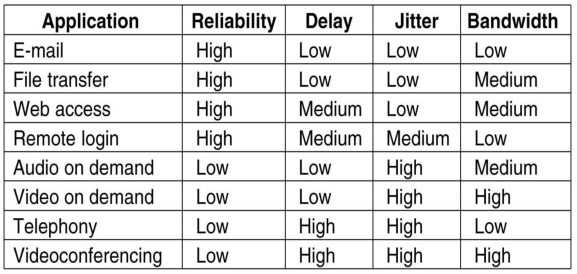 Application Reliability Delay Jitter Bandwidth
E-mail High Low Low Low
File transfer High Low Low Medium
Web access High Medium Low Medium
Remote login High Medium Medium Low
Audio on demand Low Low High Medium
Video on demand Low Low High High
Telephony Low High High Low
Videoconferencing Low High High High